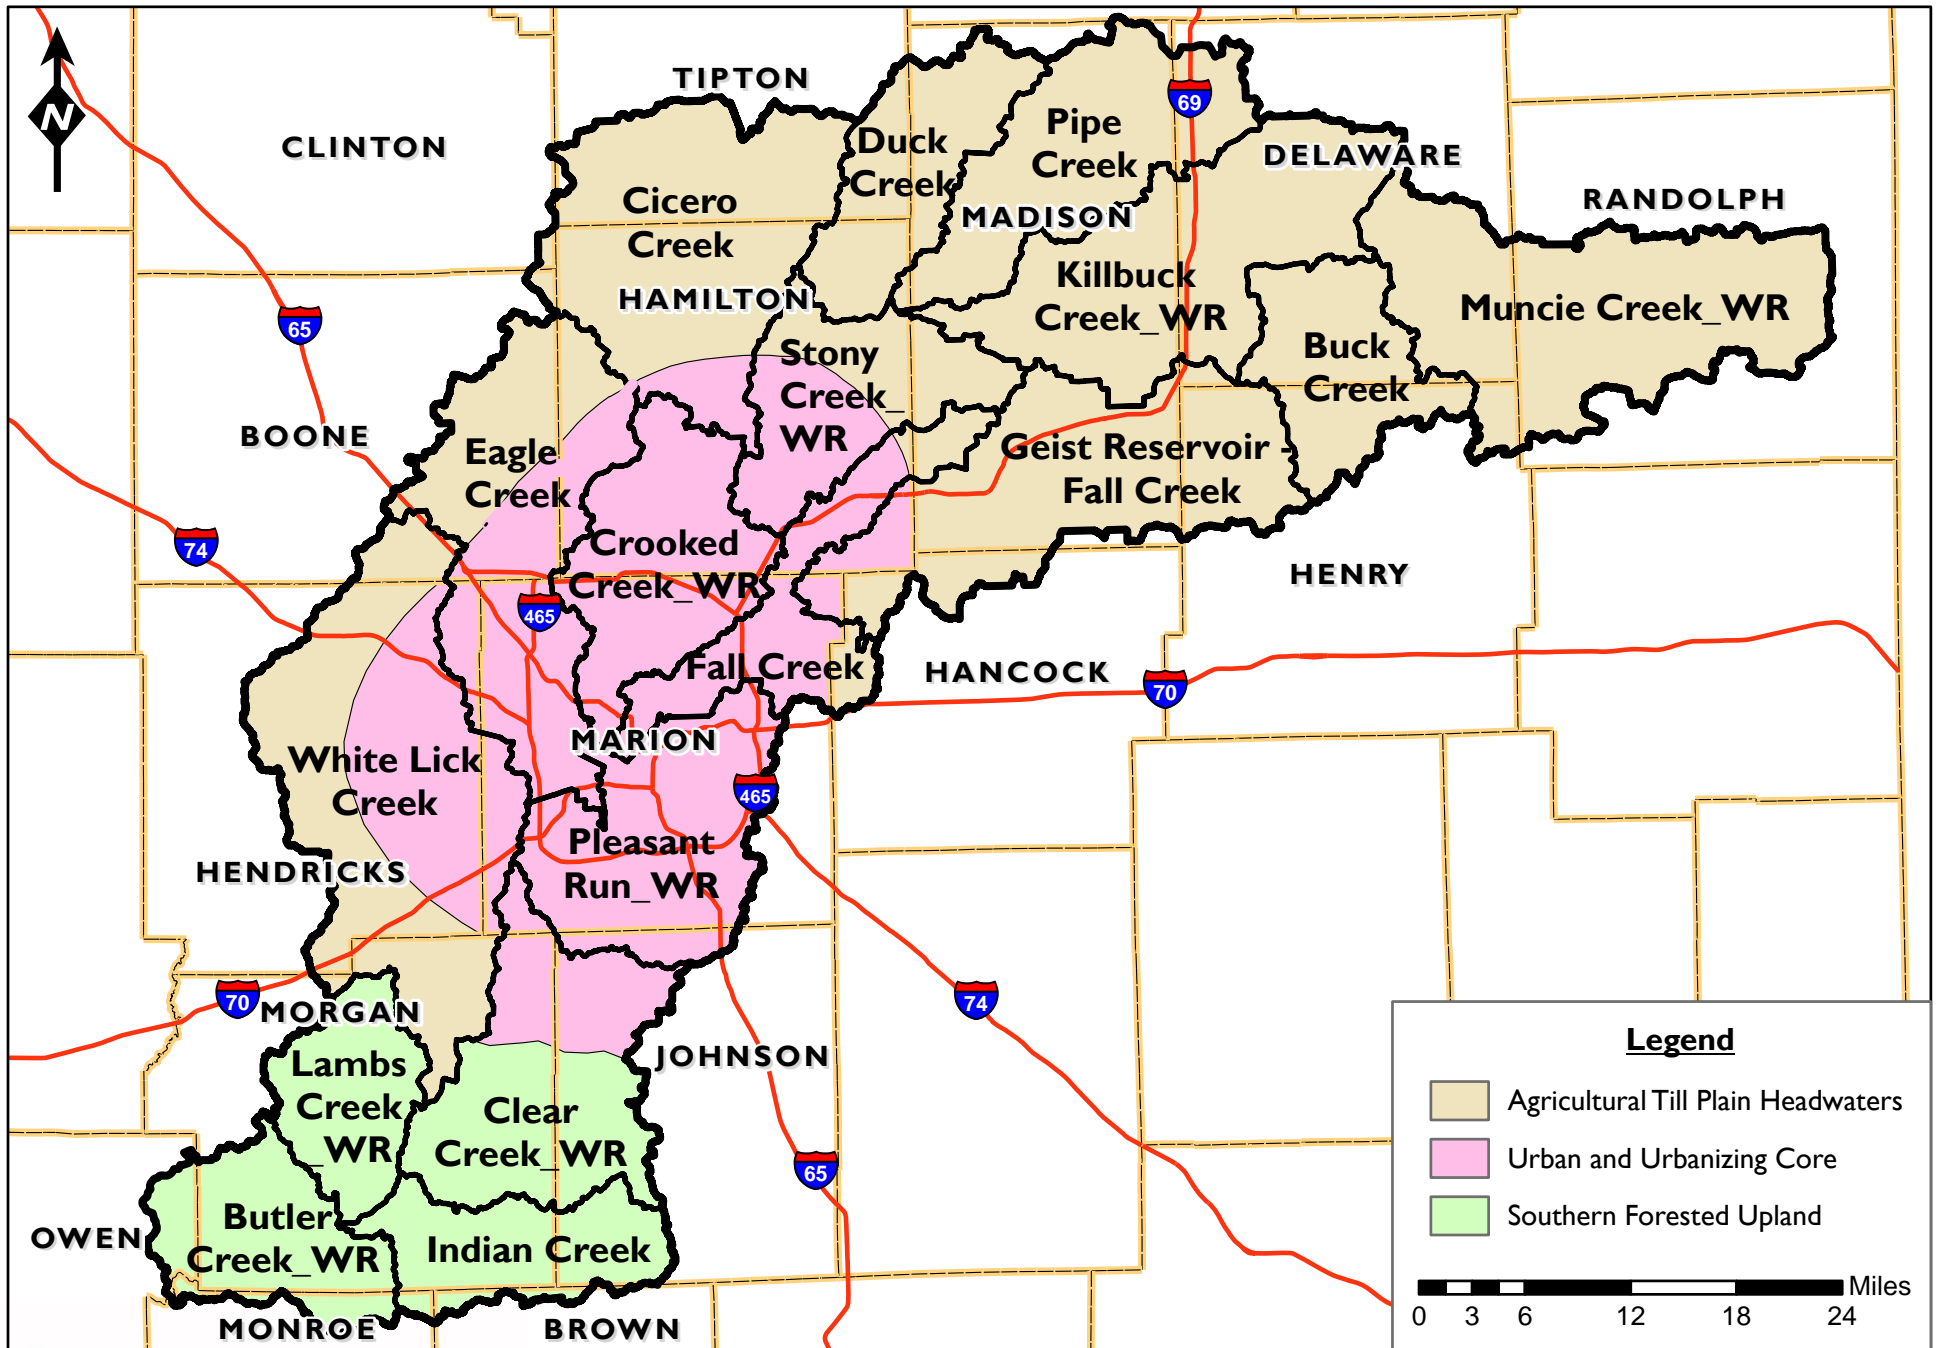 N
TIPTON
CLINTON
69
Duck
Creek
Pipe
Creek
DELAWARE
RANDOLPH
Cicero
Creek
MADISON
HAMILTON
Killbuck
Creek_WR
Muncie Creek_WR
65
Stony
Creek_
WR
Buck
Creek
BOONE
Eagle
Creek
Geist Reservoir -
Fall Creek
74
Crooked
Creek_WR
HENRY
465
Fall Creek
HANCOCK
70
MARION
White Lick
Creek
465
Pleasant
Run_WR
HENDRICKS
70
MORGAN
74
JOHNSON
Lambs
Creek
_WR
Clear
Creek_WR
65
OWEN
Butler
Creek_WR
Indian Creek
MONROE
BROWN
Legend
Agricultural Till Plain Headwaters
Urban and Urbanizing Core
Southern Forested Upland
Miles
0 3 6 12 18 24